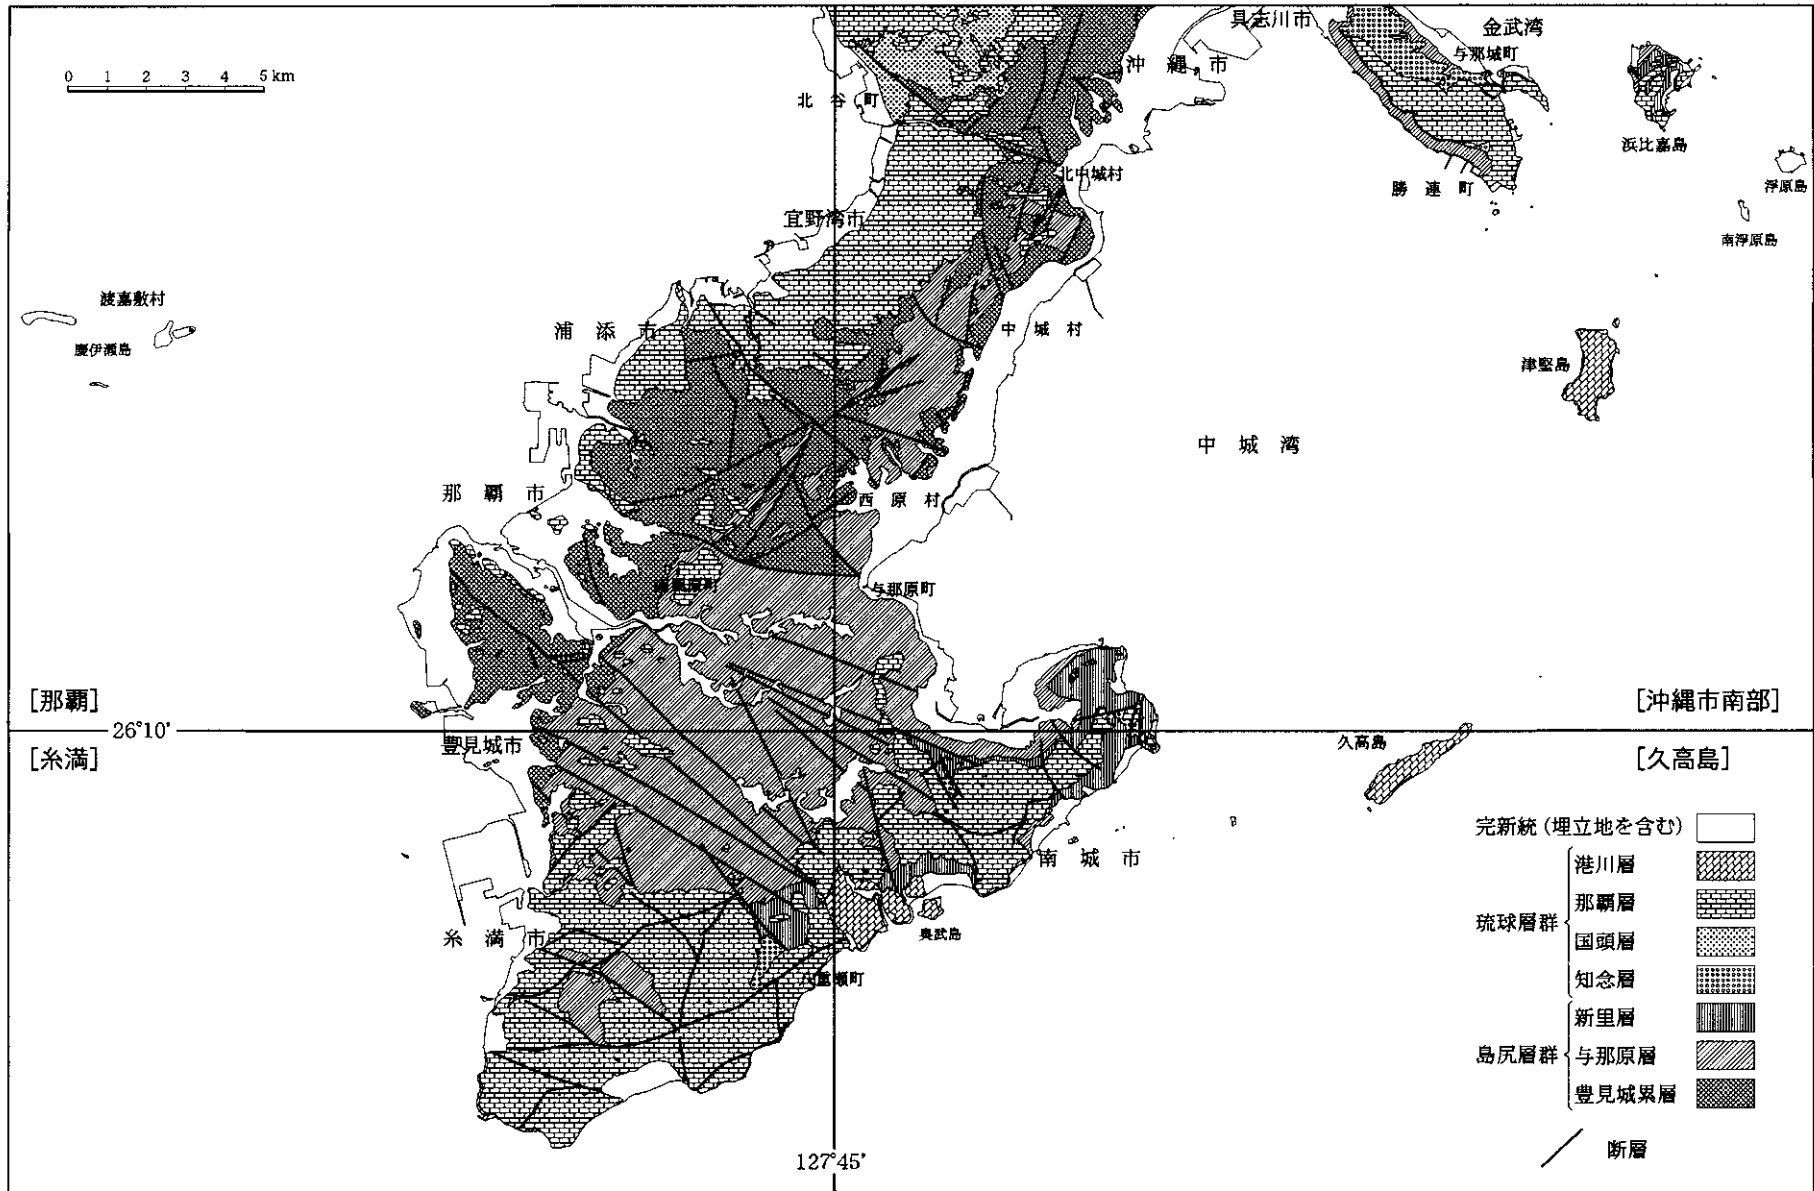 0 1 2 3 4 5 km
具志川市
金武湾
与那城町
沖縄市
北谷町
浜比嘉島
浮原島
北中城村
勝連町
宜野湾市
南浮原島
渡嘉敷村
慶伊瀬島
浦添市
中城村
津堅島
中城湾
那覇市
西原村
南風原町
与那原町
[那覇]
[沖縄市南部]
26°10'
豊見城市
久高島
[糸満]
[久高島]
南城市
糸満市
奥武島
八重瀬町
127°45'
完新統(埋立地を含む)
琉球層群
港川層
那覇層
国頭層
知念層
島尻層群
新里層
与那原層
豊見城累層
断層